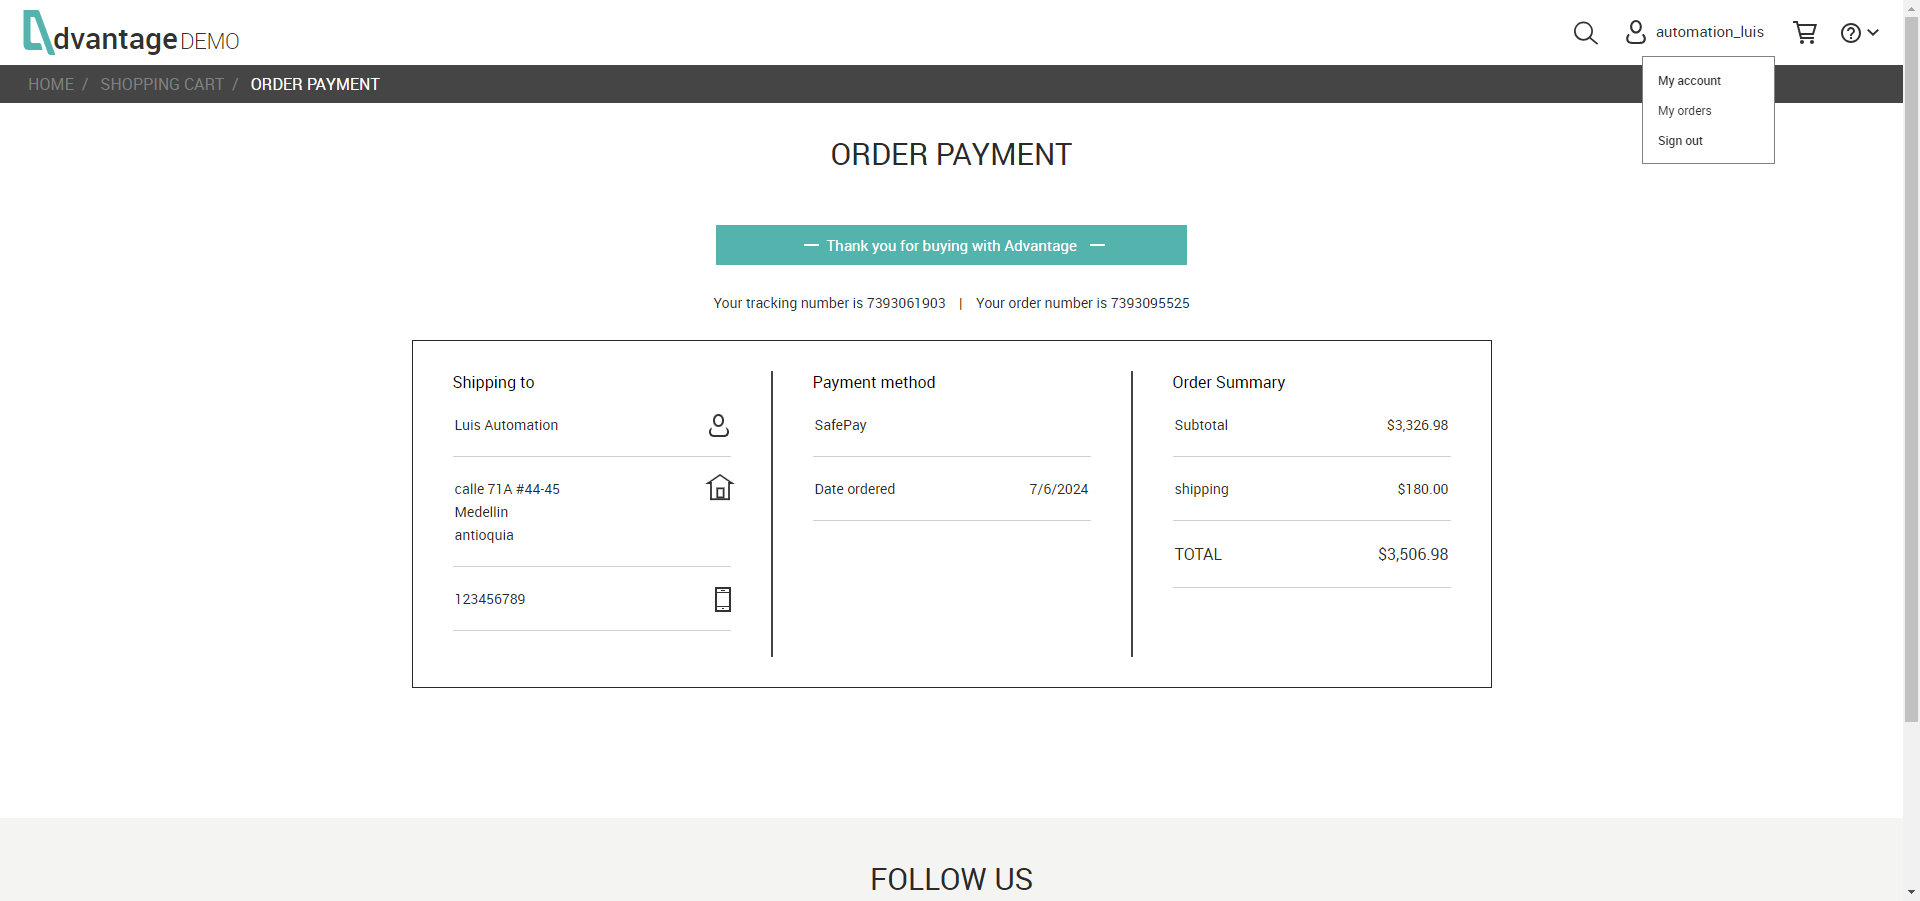 dvantage DEMO
automation_luis
HOME / SHOPPING CART / ORDER PAYMENT
My account
My orders
Sign out
ORDER PAYMENT
— Thank you for buying with Advantage —
Your tracking number is 7393061903 | Your order number is 7393095525
Shipping to
Luis Automation
calle 71A #44-45
Medellin
antioquia
123456789
Payment method
SafePay
Date ordered 7/6/2024
Order Summary
Subtotal $3,326.98
shipping $180.00
TOTAL $3,506.98
FOLLOW US